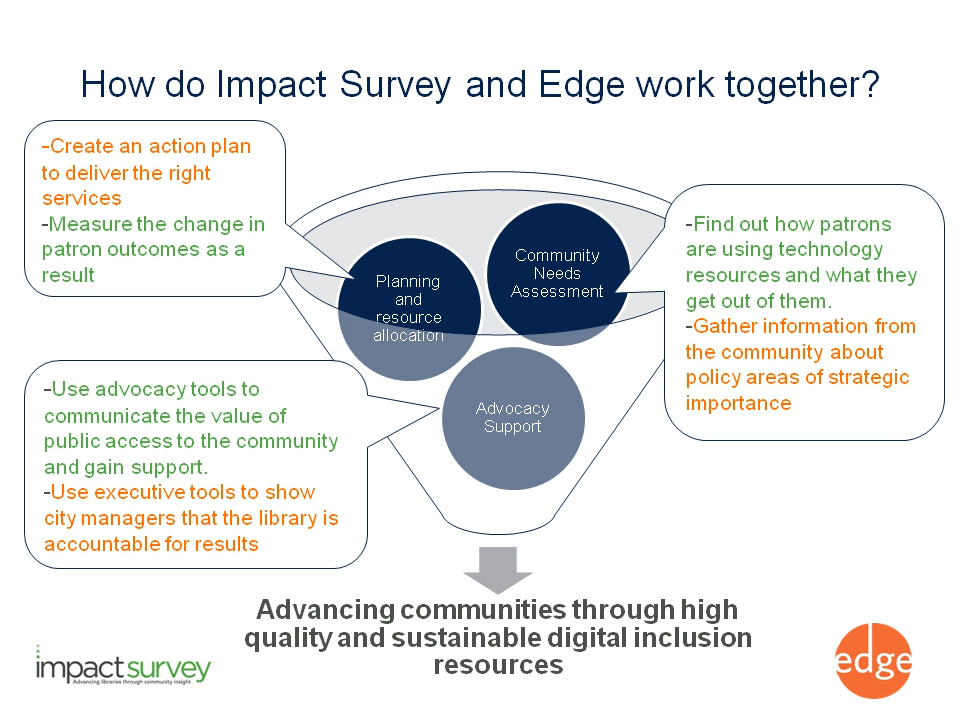 How do Impact Survey and Edge work together?
-Create an action plan
to deliver the right
services
-Measure the change in
patron outcomes as a
result
Planning
and
resource
allocation
Community
Needs
Assessment
-Find out how patrons
are using technology
resources and what they
get out of them.
-Gather information from
the community about
policy areas of strategic
importance
-Use advocacy tools to
communicate the value of
public access to the community
and gain support.
-Use executive tools to show
city managers that the library is
accountable for results
Advocacy
Support
Advancing communities through high
quality and sustainable digital inclusion
resources
impactsurvey
Advancing libraries through community insight
edge